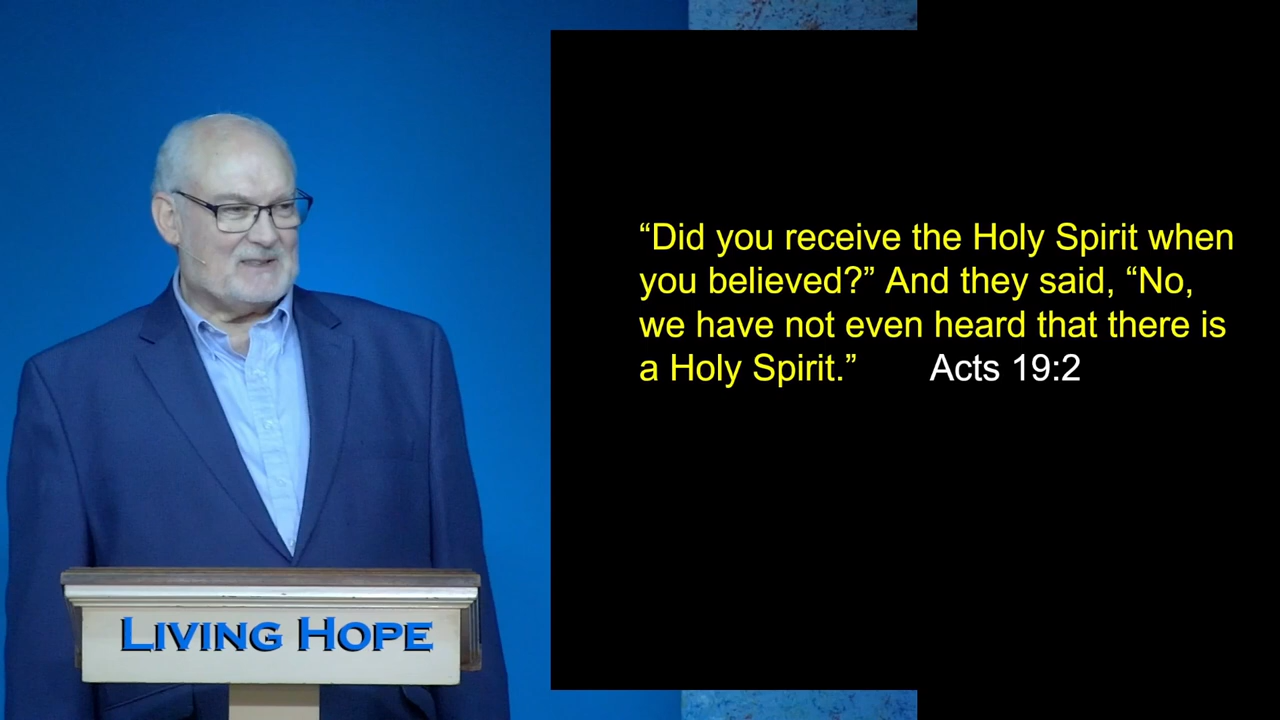 “Did you receive the Holy Spirit when
you believed?” And they said, “No,
we have not even heard that there is
a Holy Spirit.” Acts 19:2
LIVING HOPE